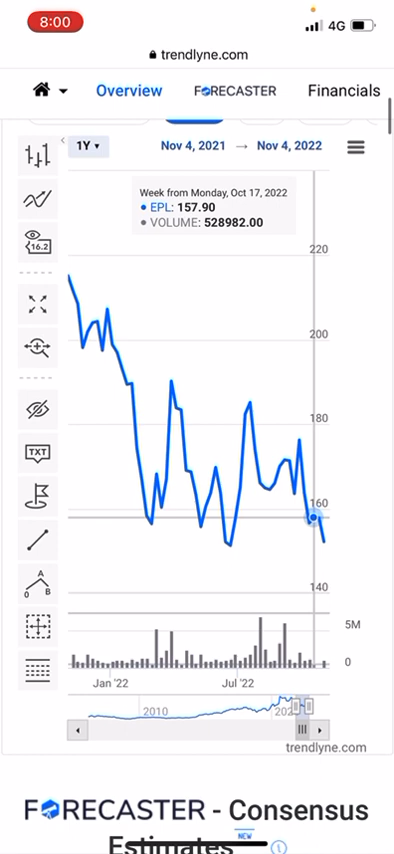 8:00
4G
trendlyne.com
Overview FORECASTER Financials
1Y ▾ Nov 4, 2021 → Nov 4, 2022
Week from Monday, Oct 17, 2022
EPL: 157.90
VOLUME: 528982.00
16.2
220
200
180
TXT
160
A
0 B
140
5M
0
Jan '22 Jul '22
2010
trendlyne.com
FORECASTER - Consensus
Estimates NEW